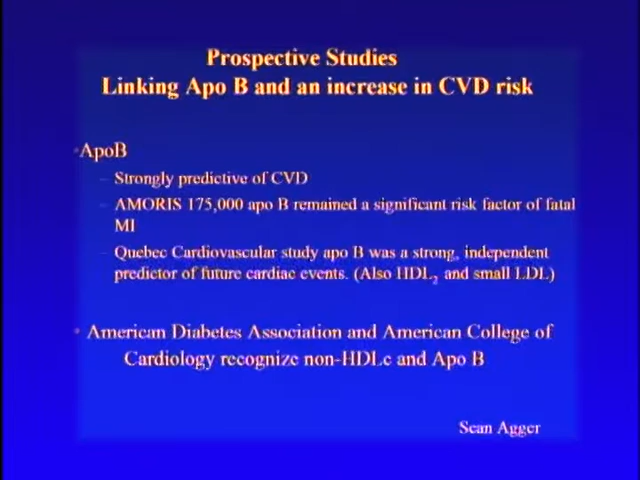 Prospective Studies
Linking Apo B and an increase in CVD risk
•ApoB
– Strongly predictive of CVD
– AMORIS 175,000 apo B remained a significant risk factor of fatal
MI
– Quebec Cardiovascular study apo B was a strong, independent
predictor of future cardiac events. (Also HDL₂ and small LDL)
• American Diabetes Association and American College of
Cardiology recognize non-HDLc and Apo B
Sean Agger